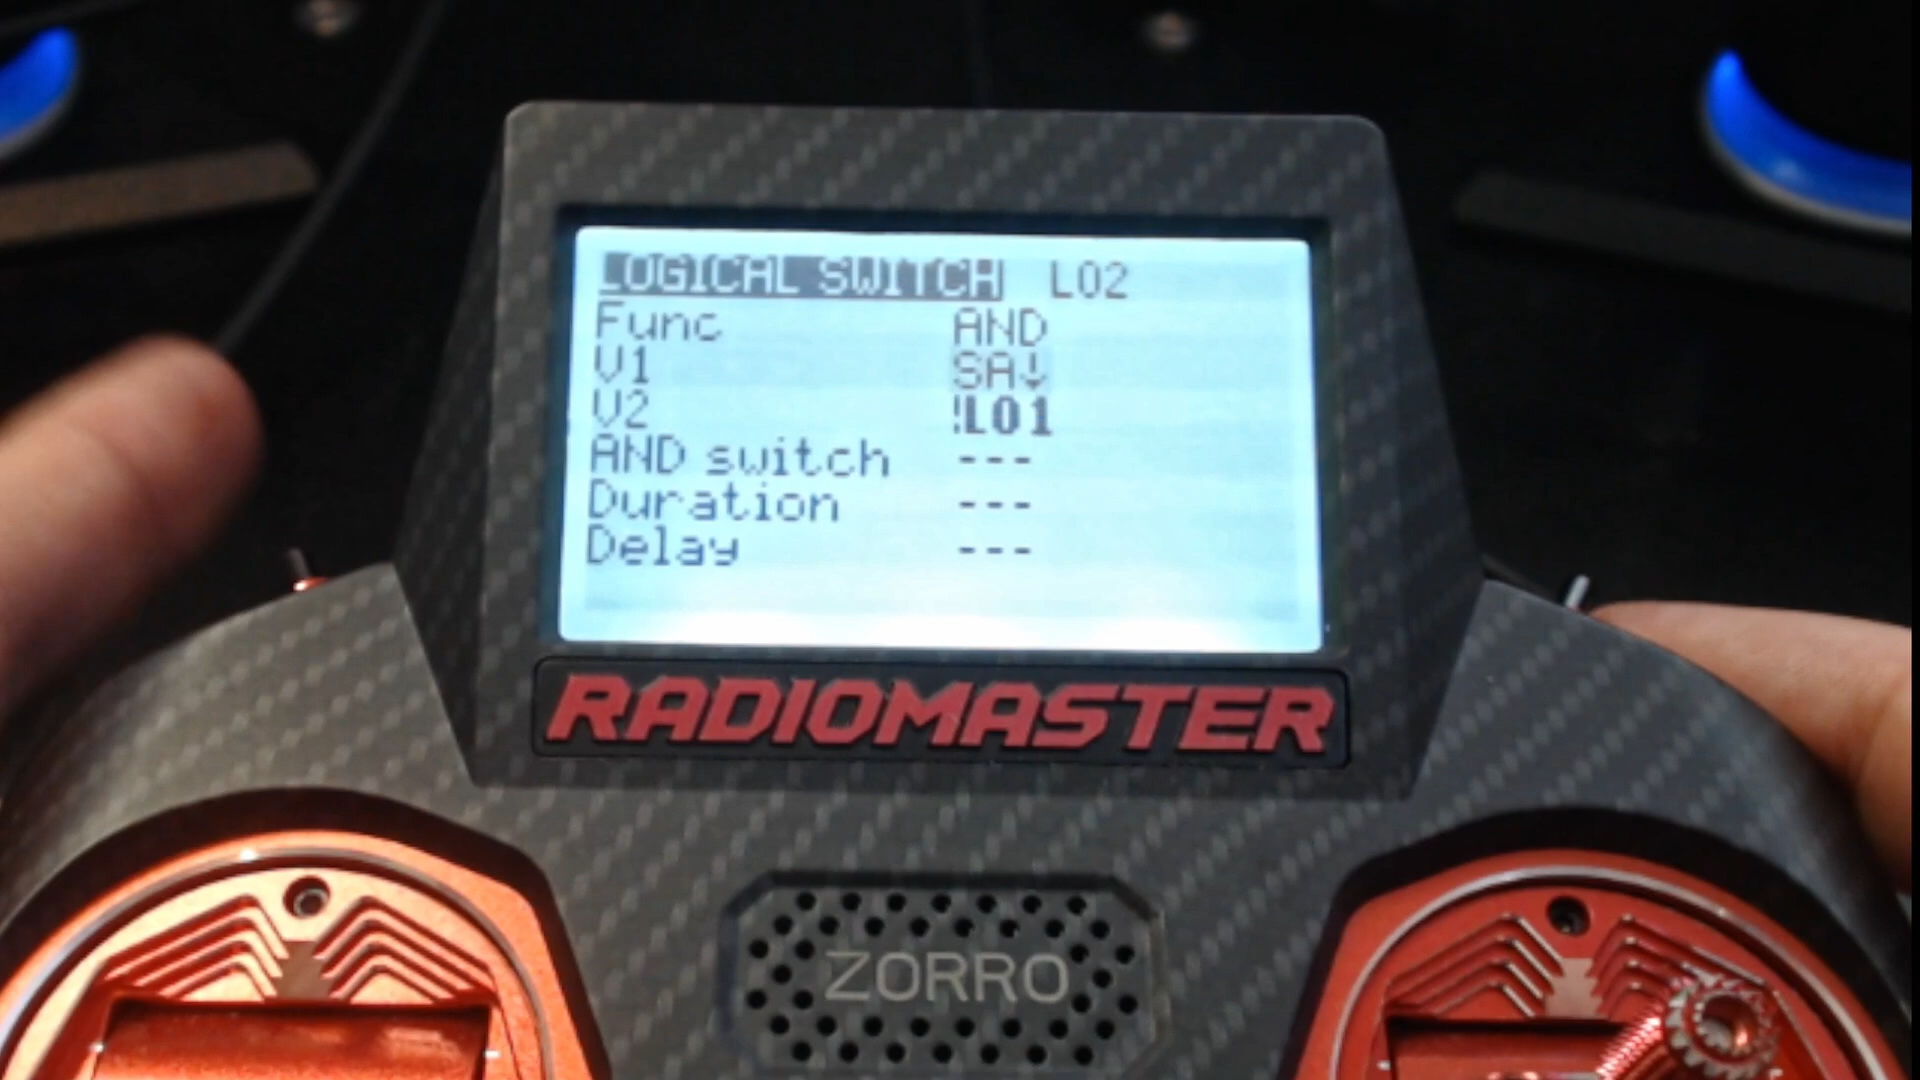 LOGICAL SWITCH L02
Func AND
V1 SA↓
V2 !L01
AND switch ---
Duration ---
Delay ---
RADIOMASTER
ZORRO